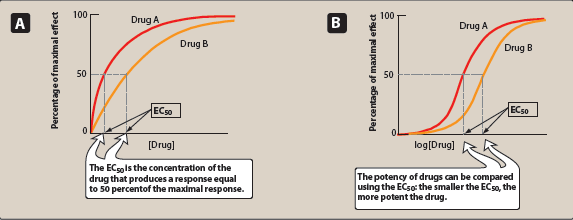 A
Percentage of maximal effect
100
50
0
Drug A
Drug B
EC50
[Drug]
The EC50 is the concentration of the
drug that produces a response equal
to 50 percentof the maximal response.
B
Percentage of maximal effect
100
50
0
Drug A
Drug B
EC50
log[Drug]
The potency of drugs can be compared
using the EC50: the smaller the EC50, the
more potent the drug.